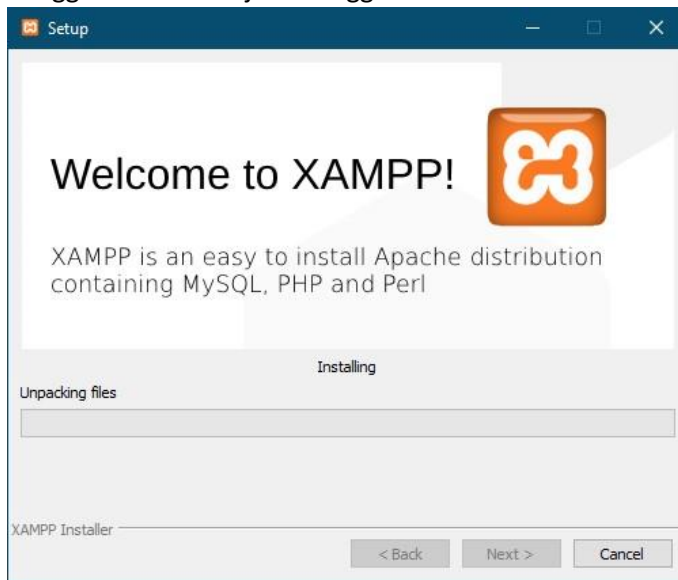 Setup
Welcome to XAMPP!
XAMPP is an easy to install Apache distribution
containing MySQL, PHP and Perl
Installing
Unpacking files
XAMPP Installer
< Back Next > Cancel